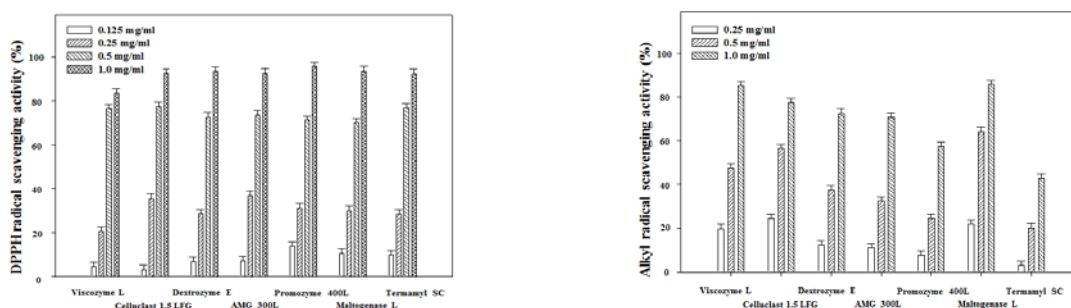 DPPH radical scavenging activity (%)
100
80
60
40
20
0
0.125 mg/ml
0.25 mg/ml
0.5 mg/ml
1.0 mg/ml
Viscozyme L
Dextrozyme E
Promozyme 400L
Termamyl SC
Celluclast 1.5 LFG
AMG 300L
Maltogenase L
Alkyl radical scavenging activity (%)
100
80
60
40
20
0
0.25 mg/ml
0.5 mg/ml
1.0 mg/ml
Viscozyme L
Dextrozyme E
Promozyme 400L
Termamyl SC
Celluclast 1.5 LFG
AMG 300L
Maltogenase L